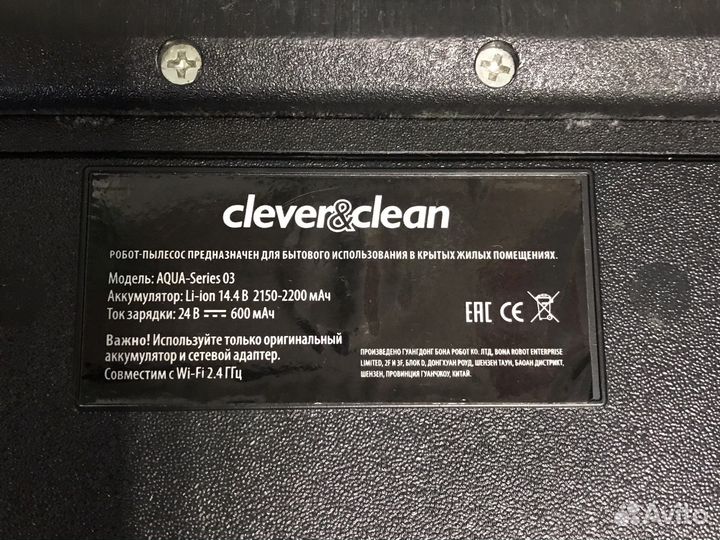 clever&clean
РОБОТ-ПЫЛЕСОС ПРЕДНАЗНАЧЕН ДЛЯ БЫТОВОГО ИСПОЛЬЗОВАНИЯ В КРЫТЫХ ЖИЛЫХ ПОМЕЩЕНИЯХ.
Модель: AQUA-Series 03
Аккумулятор: Li-ion 14.4 В 2150-2200 мАч
Ток зарядки: 24 В 600 мАч
EAC CE
Важно! Используйте только оригинальный
аккумулятор и сетевой адаптер.
Совместим с Wi-Fi 2.4 ГГц
ПРОИЗВЕДЕНО ГУАНГДОНГ БОНА РОБОТ КО. ЛТД, BONA ROBOT ENTERPRISE
LIMITED, 2F И 3F, БЛОК D, ДОНГХУАН РОУД, ШЕНЗЕН ТАУН, БАОАН ДИСТРИКТ,
ШЕНЗЕН, ПРОВИНЦИЯ ГУАНЧЖОУ, КИТАЙ.
Avito